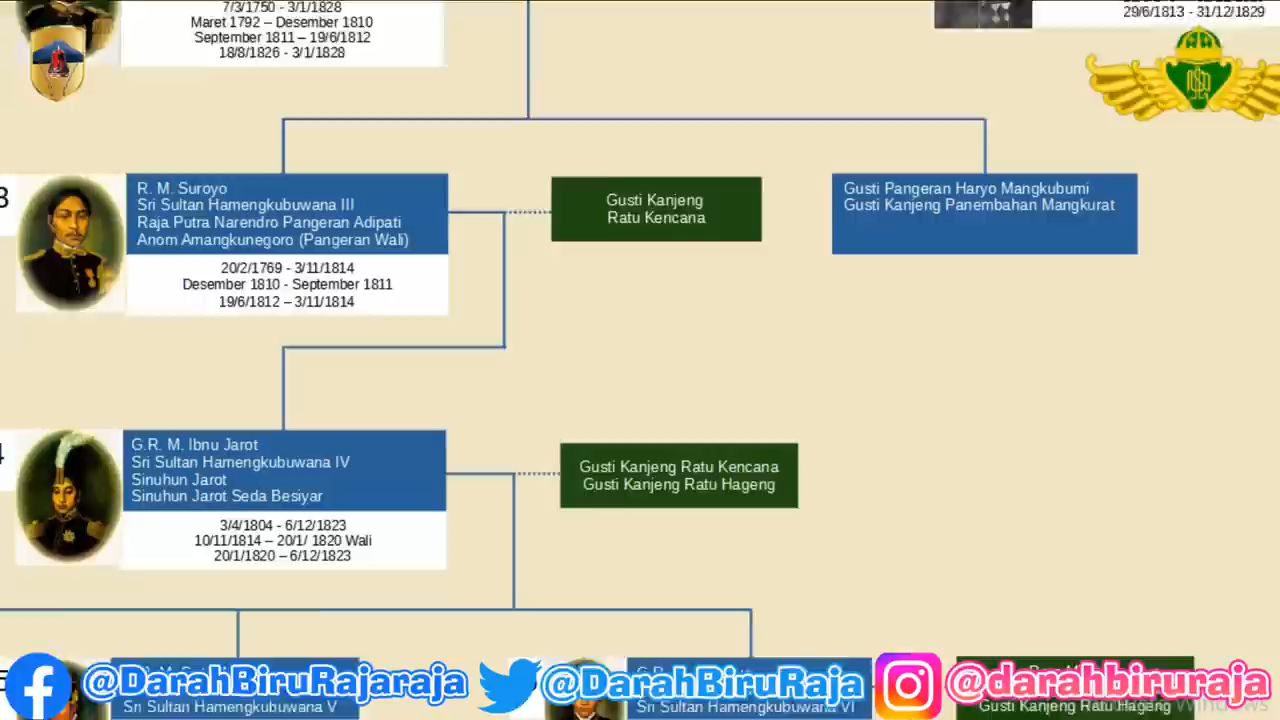 7/3/1750 - 3/1/1828
Maret 1792 – Desember 1810
September 1811 – 19/6/1812
18/8/1826 - 3/1/1828
29/6/1813 - 31/12/1829
3
R. M. Suroyo
Sri Sultan Hamengkubuwana III
Raja Putra Narendro Pangeran Adipati
Anom Amangkunegoro (Pangeran Wali)
20/2/1769 - 3/11/1814
Desember 1810 - September 1811
19/6/1812 – 3/11/1814
Gusti Kanjeng
Ratu Kencana
Gusti Pangeran Haryo Mangkubumi
Gusti Kanjeng Panembahan Mangkurat
4
G.R. M. Ibnu Jarot
Sri Sultan Hamengkubuwana IV
Sinuhun Jarot
Sinuhun Jarot Seda Besiyar
3/4/1804 - 6/12/1823
10/11/1814 – 20/1/ 1820 Wali
20/1/1820 – 6/12/1823
Gusti Kanjeng Ratu Kencana
Gusti Kanjeng Ratu Hageng
5
Sri Sultan Hamengkubuwana V
Sri Sultan Hamengkubuwana VI
Gusti Kanjeng Ratu Hageng
@DarahBiruRajaraja
@DarahBiruRaja
@darahbiruraja